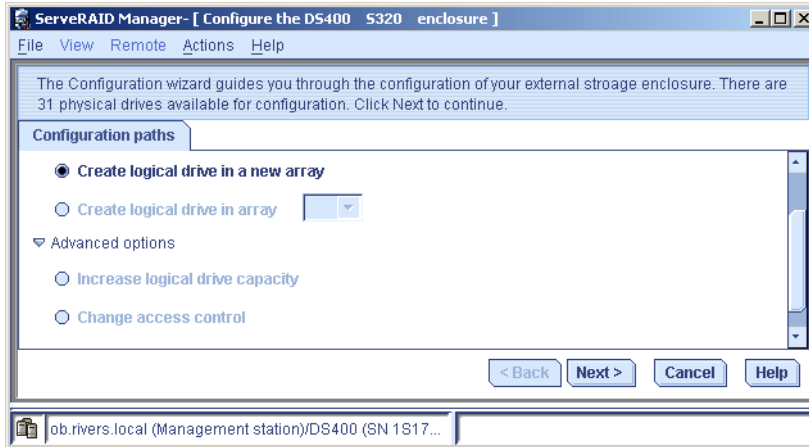 ServeRAID Manager- [ Configure the DS400 S320 enclosure ]
File View Remote Actions Help
The Configuration wizard guides you through the configuration of your external stroage enclosure. There are
31 physical drives available for configuration. Click Next to continue.
Configuration paths
Create logical drive in a new array
Create logical drive in array
Advanced options
Increase logical drive capacity
Change access control
< Back Next > Cancel Help
ob.rivers.local (Management station)/DS400 (SN 1S17...